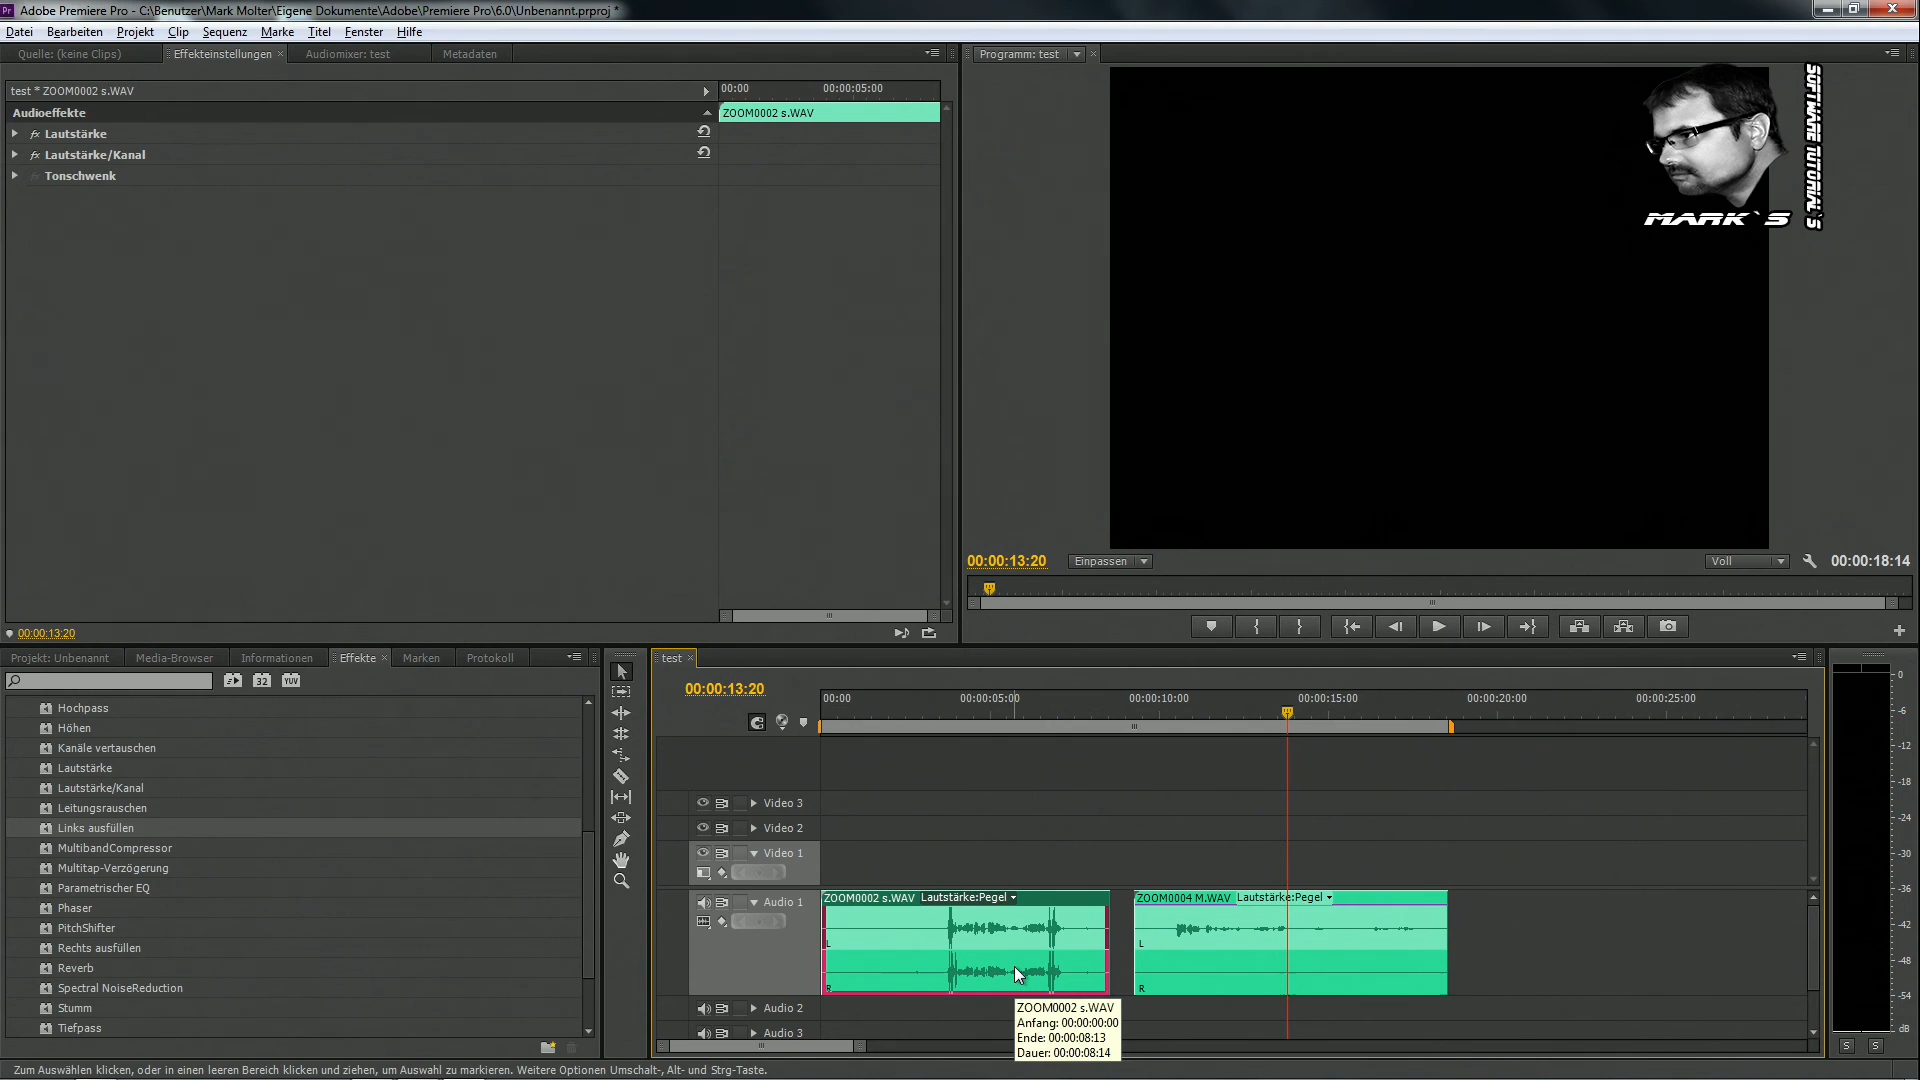 Adobe Premiere Pro - C:\Benutzer\Mark Molter\Eigene Dokumente\Adobe\Premiere Pro\6.0\Unbenannt.prproj *
Datei Bearbeiten Projekt Clip Sequenz Marke Titel Fenster Hilfe
Quelle: (keine Clips) Effekteinstellungen Audiomixer: test Metadaten
Programm: test
test * ZOOM0002 s.WAV
00:00 00:00:05:00
Audioeffekte
ZOOM0002 s.WAV
fx Lautstärke
fx Lautstärke/Kanal
Tonschwenk
SOFTWARE TUTORIAL`S
MARK`S
00:00:13:20 Einpassen Voll 00:00:18:14
00:00:13:20
Projekt: Unbenannt Media-Browser Informationen Effekte Marken Protokoll
32 YUV
Hochpass
Höhen
Kanäle vertauschen
Lautstärke
Lautstärke/Kanal
Leitungsrauschen
Links ausfüllen
MultibandCompressor
Multitap-Verzögerung
Parametrischer EQ
Phaser
PitchShifter
Rechts ausfüllen
Reverb
Spectral NoiseReduction
Stumm
Tiefpass
test
00:00:13:20
00:00 00:00:05:00 00:00:10:00 00:00:15:00 00:00:20:00 00:00:25:00
Video 3
Video 2
Video 1
Audio 1
ZOOM0002 s.WAV Lautstärke:Pegel
L
R
ZOOM0004 M.WAV Lautstärke:Pegel
L
R
Audio 2
Audio 3
ZOOM0002 s.WAV
Anfang: 00:00:00:00
Ende: 00:00:08:13
Dauer: 00:00:08:14
0
-6
-12
-18
-24
-30
-36
-42
-48
-54
dB
S S
Zum Auswählen klicken, oder in einen leeren Bereich klicken und ziehen, um Auswahl zu markieren. Weitere Optionen Umschalt-, Alt- und Strg-Taste.